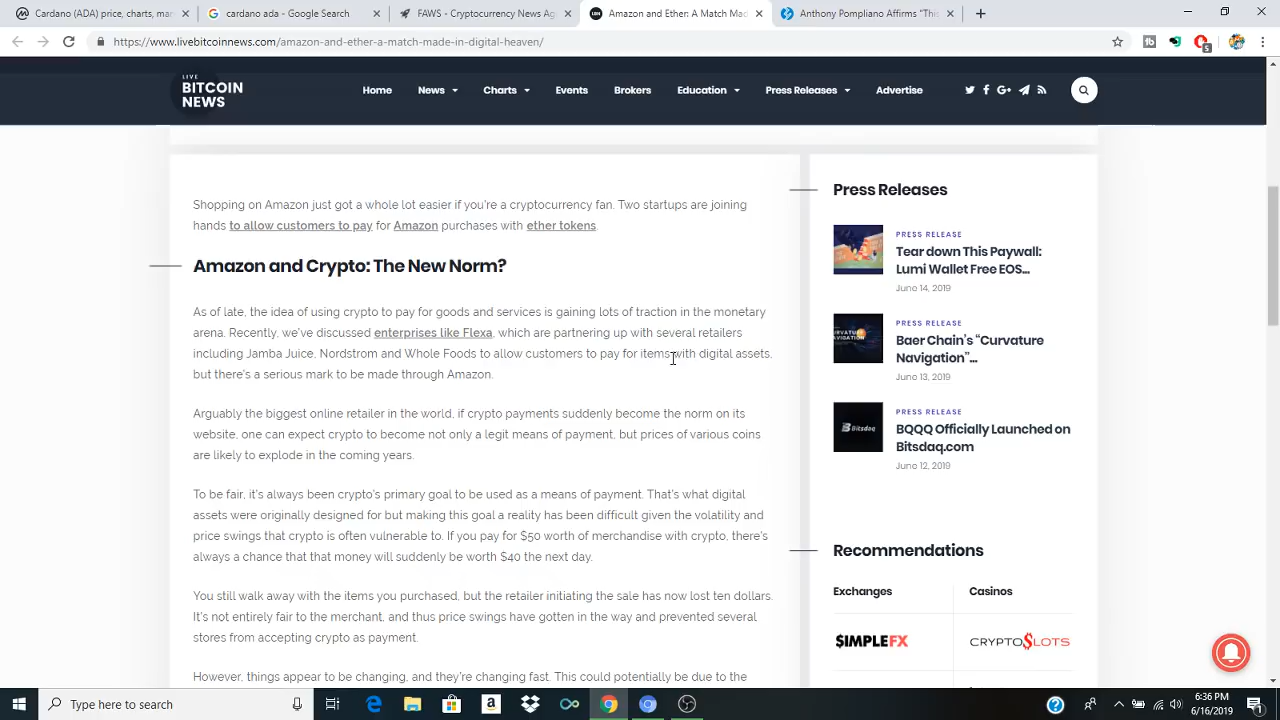 Cardano (ADA) price, marke
cardano ads - Google Search
FAWS - Cryptocurrency News Ag
Amazon and Ether: A Match Mad
Anthony Pompliano Affirms "The
https://www.livebitcoinnews.com/amazon-and-ether-a-match-made-in-digital-heaven/
LIVE
BITCOIN
NEWS
Home
News
Charts
Events
Brokers
Education
Press Releases
Advertise
Shopping on Amazon just got a whole lot easier if you're a cryptocurrency fan. Two startups are joining
hands to allow customers to pay for Amazon purchases with ether tokens.
Amazon and Crypto: The New Norm?
As of late, the idea of using crypto to pay for goods and services is gaining lots of traction in the monetary
arena. Recently, we've discussed enterprises like Flexa, which are partnering up with several retailers
including Jamba Juice, Nordstrom and Whole Foods to allow customers to pay for items with digital assets,
but there's a serious mark to be made through Amazon.
Arguably the biggest online retailer in the world, if crypto payments suddenly become the norm on its
website, one can expect crypto to become not only a legit means of payment, but prices of various coins
are likely to explode in the coming years.
To be fair, it's always been crypto's primary goal to be used as a means of payment. That's what digital
assets were originally designed for but making this goal a reality has been difficult given the volatility and
price swings that crypto is often vulnerable to. If you pay for $50 worth of merchandise with crypto, there's
always a chance that that money will suddenly be worth $40 the next day.
You still walk away with the items you purchased, but the retailer initiating the sale has now lost ten dollars.
It's not entirely fair to the merchant, and thus price swings have gotten in the way and prevented several
stores from accepting crypto as payment.
However, things appear to be changing, and they're changing fast. This could potentially be due to the
Press Releases
PRESS RELEASE
Tear down This Paywall:
Lumi Wallet Free EOS...
June 14, 2019
PRESS RELEASE
Baer Chain's "Curvature
Navigation"...
June 13, 2019
PRESS RELEASE
BQQQ Officially Launched on
Bitsdaq.com
June 12, 2019
Bitsdaq
Recommendations
Exchanges
Casinos
$IMPLEFX
CRYPTOSLOTS
Type here to search
6:36 PM
6/16/2019